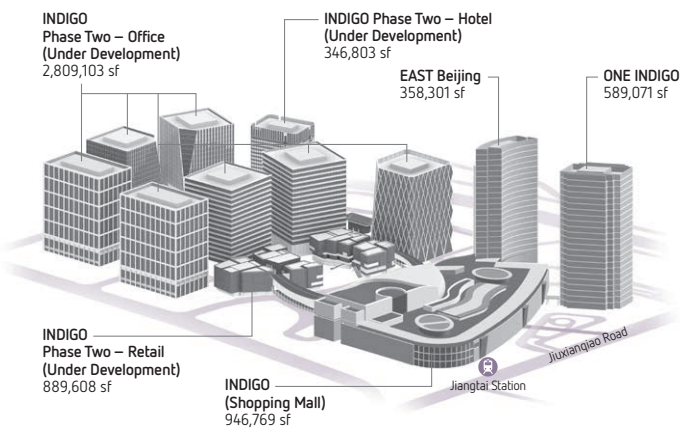 INDIGO
Phase Two – Office
(Under Development)
2,809,103 sf
INDIGO Phase Two – Hotel
(Under Development)
346,803 sf
EAST Beijing
358,301 sf
ONE INDIGO
589,071 sf
INDIGO
Phase Two – Retail
(Under Development)
889,608 sf
INDIGO
(Shopping Mall)
946,769 sf
Jiangtai Station
Jiuxianqiao Road